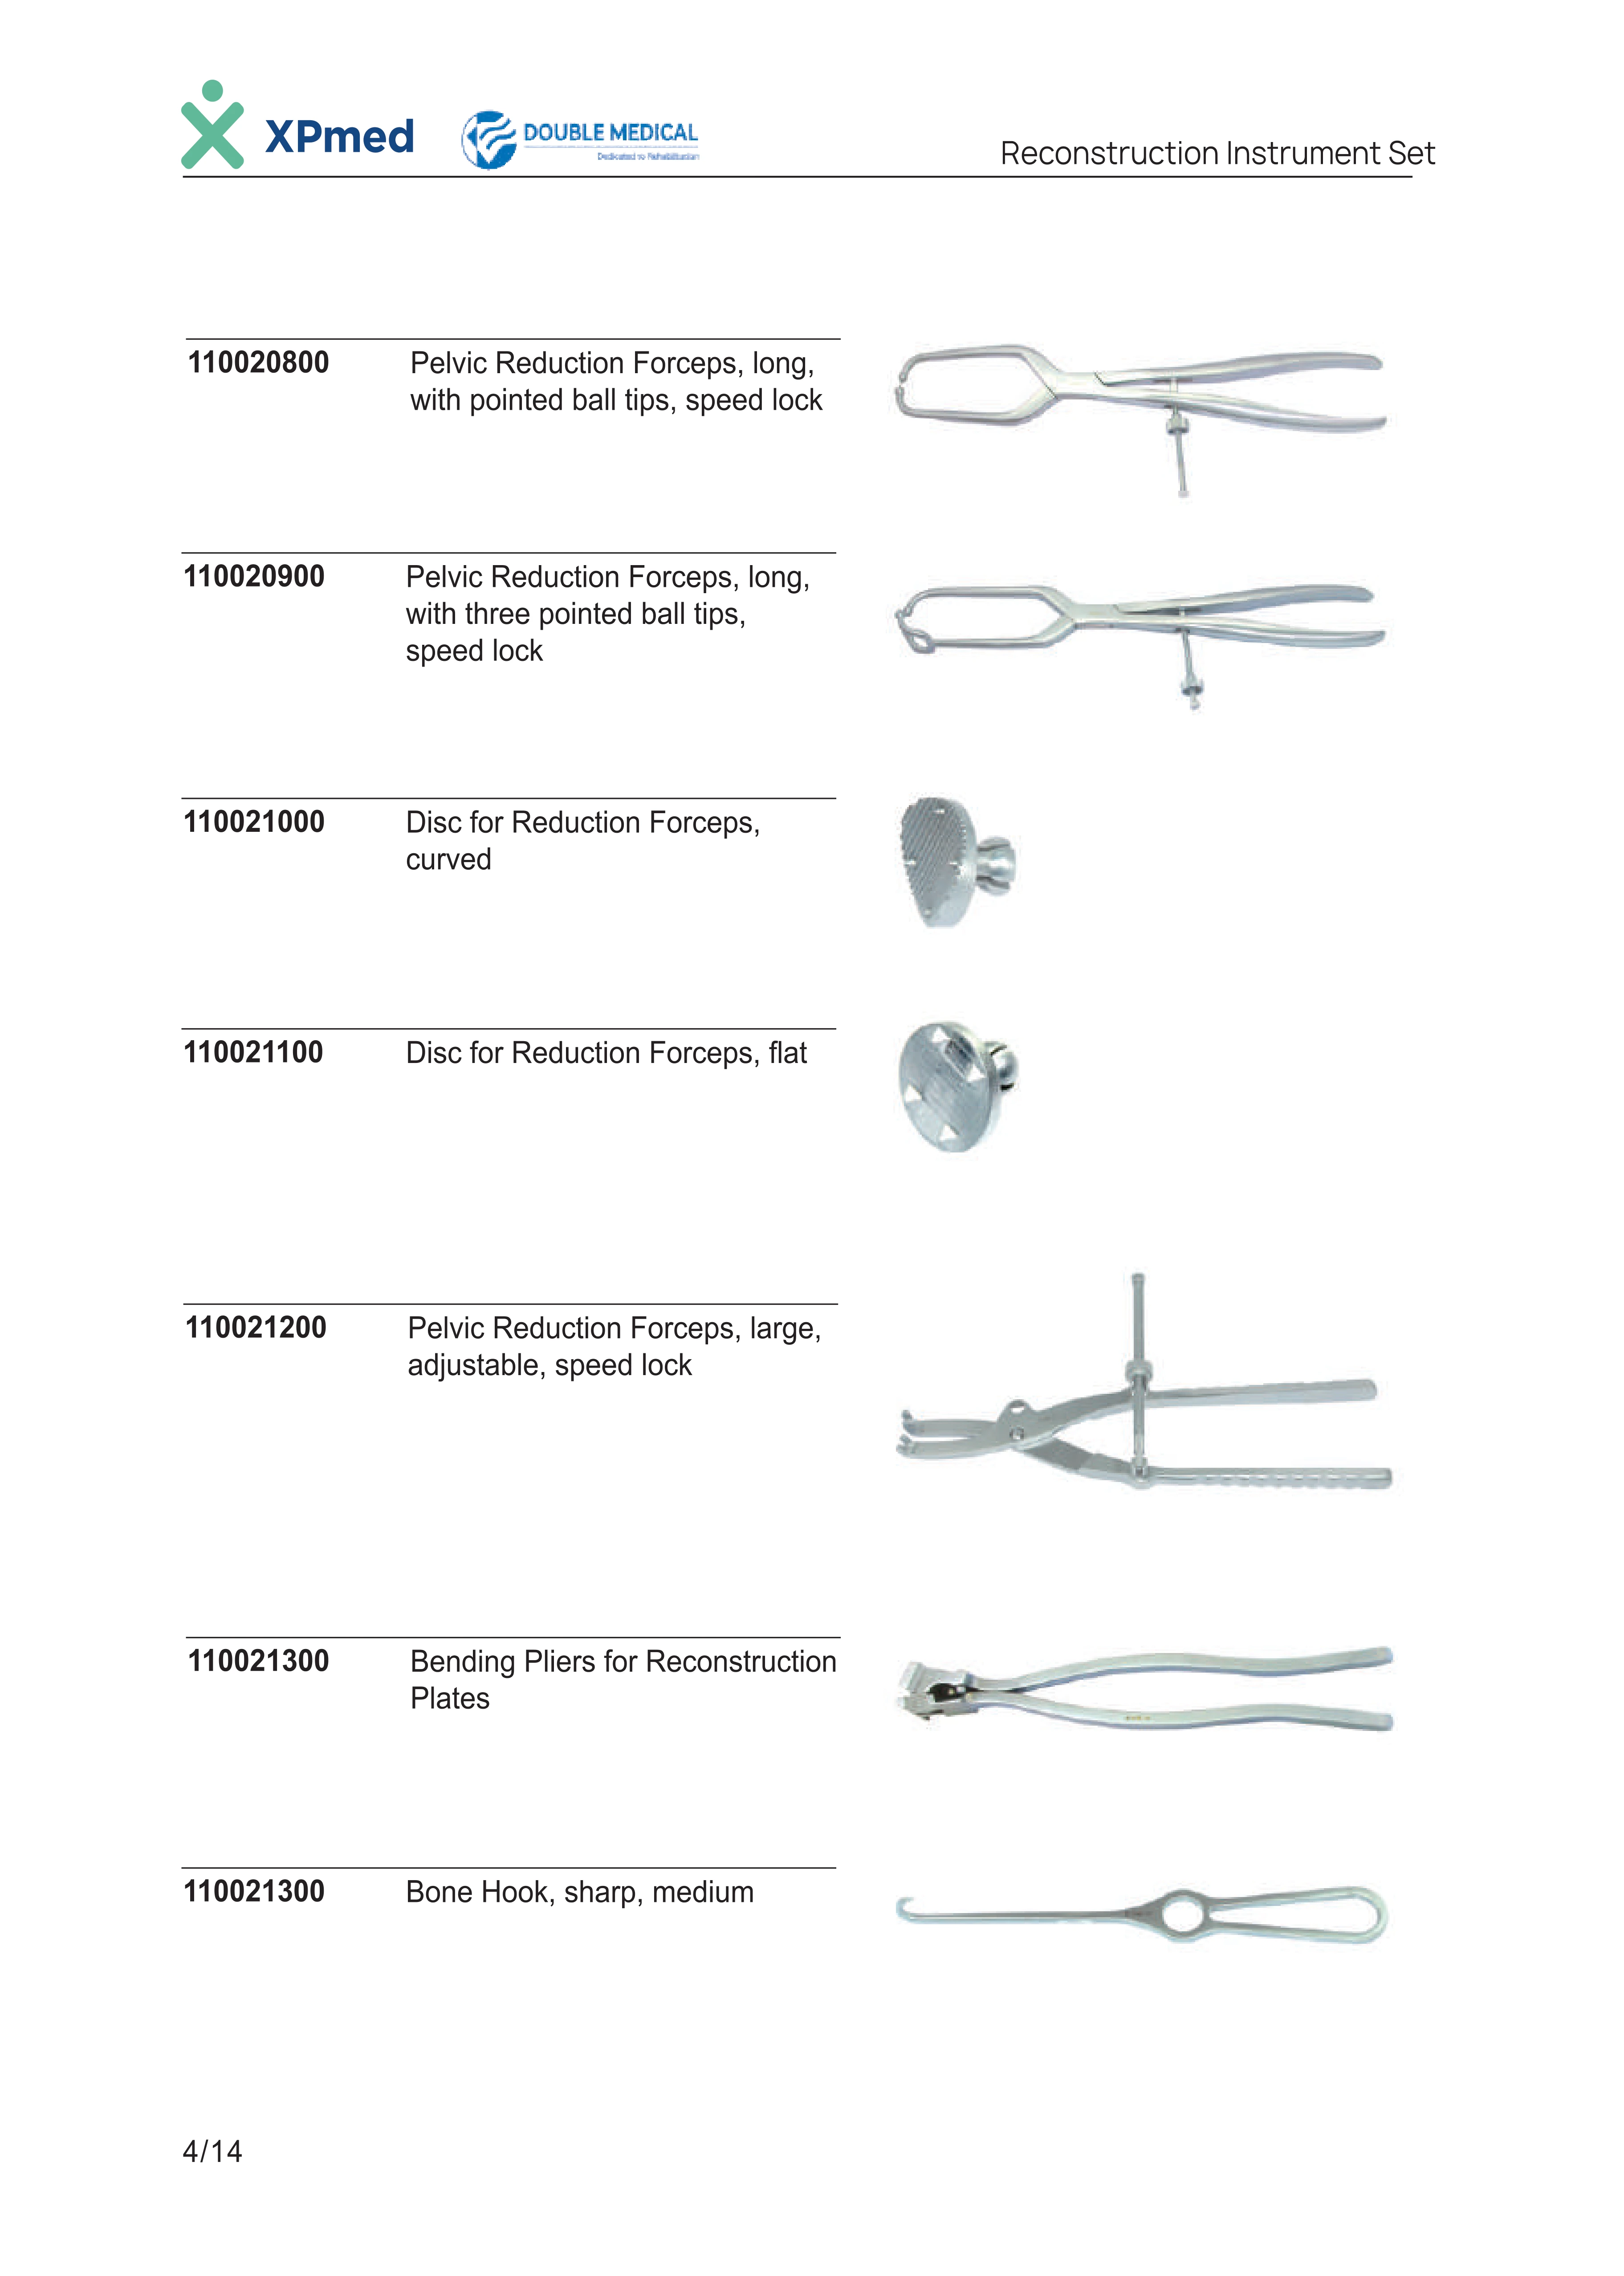 XPmed
DOUBLE MEDICAL
Dedicated to Rehabilitation
Reconstruction Instrument Set
110020800
Pelvic Reduction Forceps, long,
with pointed ball tips, speed lock
110020900
Pelvic Reduction Forceps, long,
with three pointed ball tips,
speed lock
110021000
Disc for Reduction Forceps,
curved
110021100
Disc for Reduction Forceps, flat
110021200
Pelvic Reduction Forceps, large,
adjustable, speed lock
110021300
Bending Pliers for Reconstruction
Plates
110021300
Bone Hook, sharp, medium
4/14